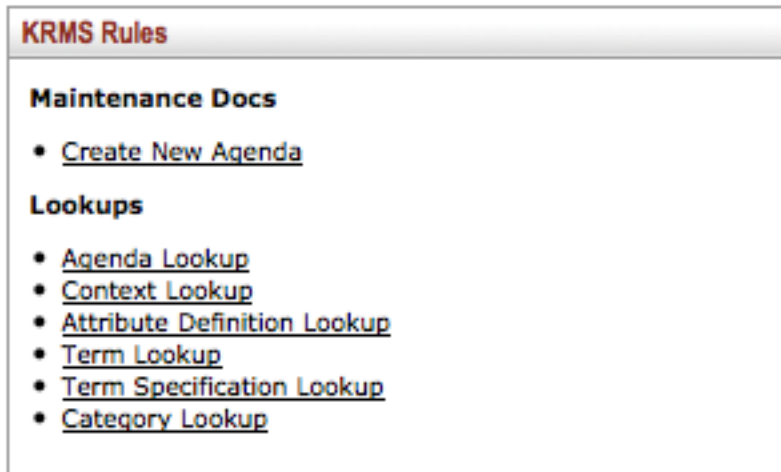 KRMS Rules
Maintenance Docs
• Create New Agenda
Lookups
• Agenda Lookup
• Context Lookup
• Attribute Definition Lookup
• Term Lookup
• Term Specification Lookup
• Category Lookup